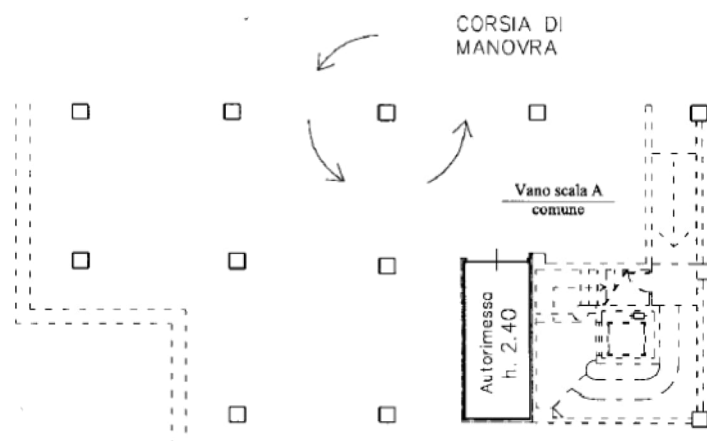 CORSIA DI
MANOVRA
Vano scala A
comune
Autorimessa
h. 2.40